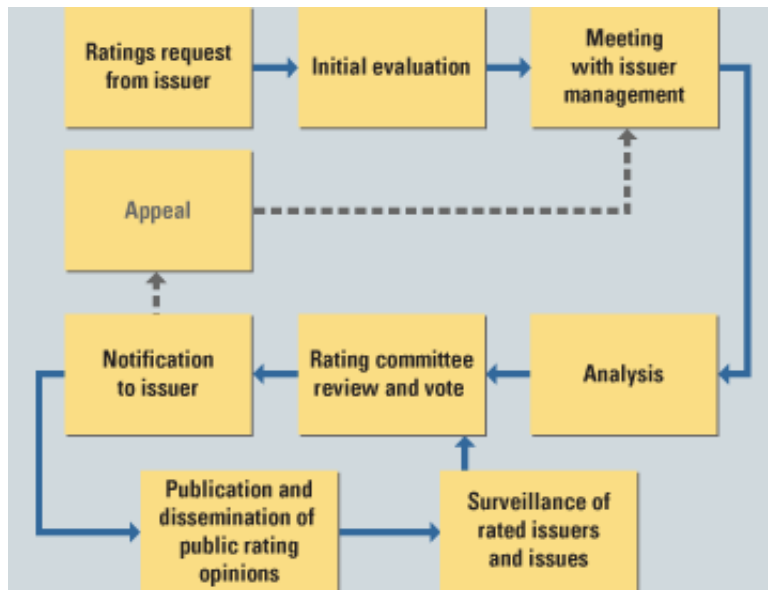 Ratings request
from issuer
Initial evaluation
Meeting
with issuer
management
Appeal
Notification
to issuer
Rating committee
review and vote
Analysis
Publication and
dissemination of
public rating
opinions
Surveillance of
rated issuers
and issues